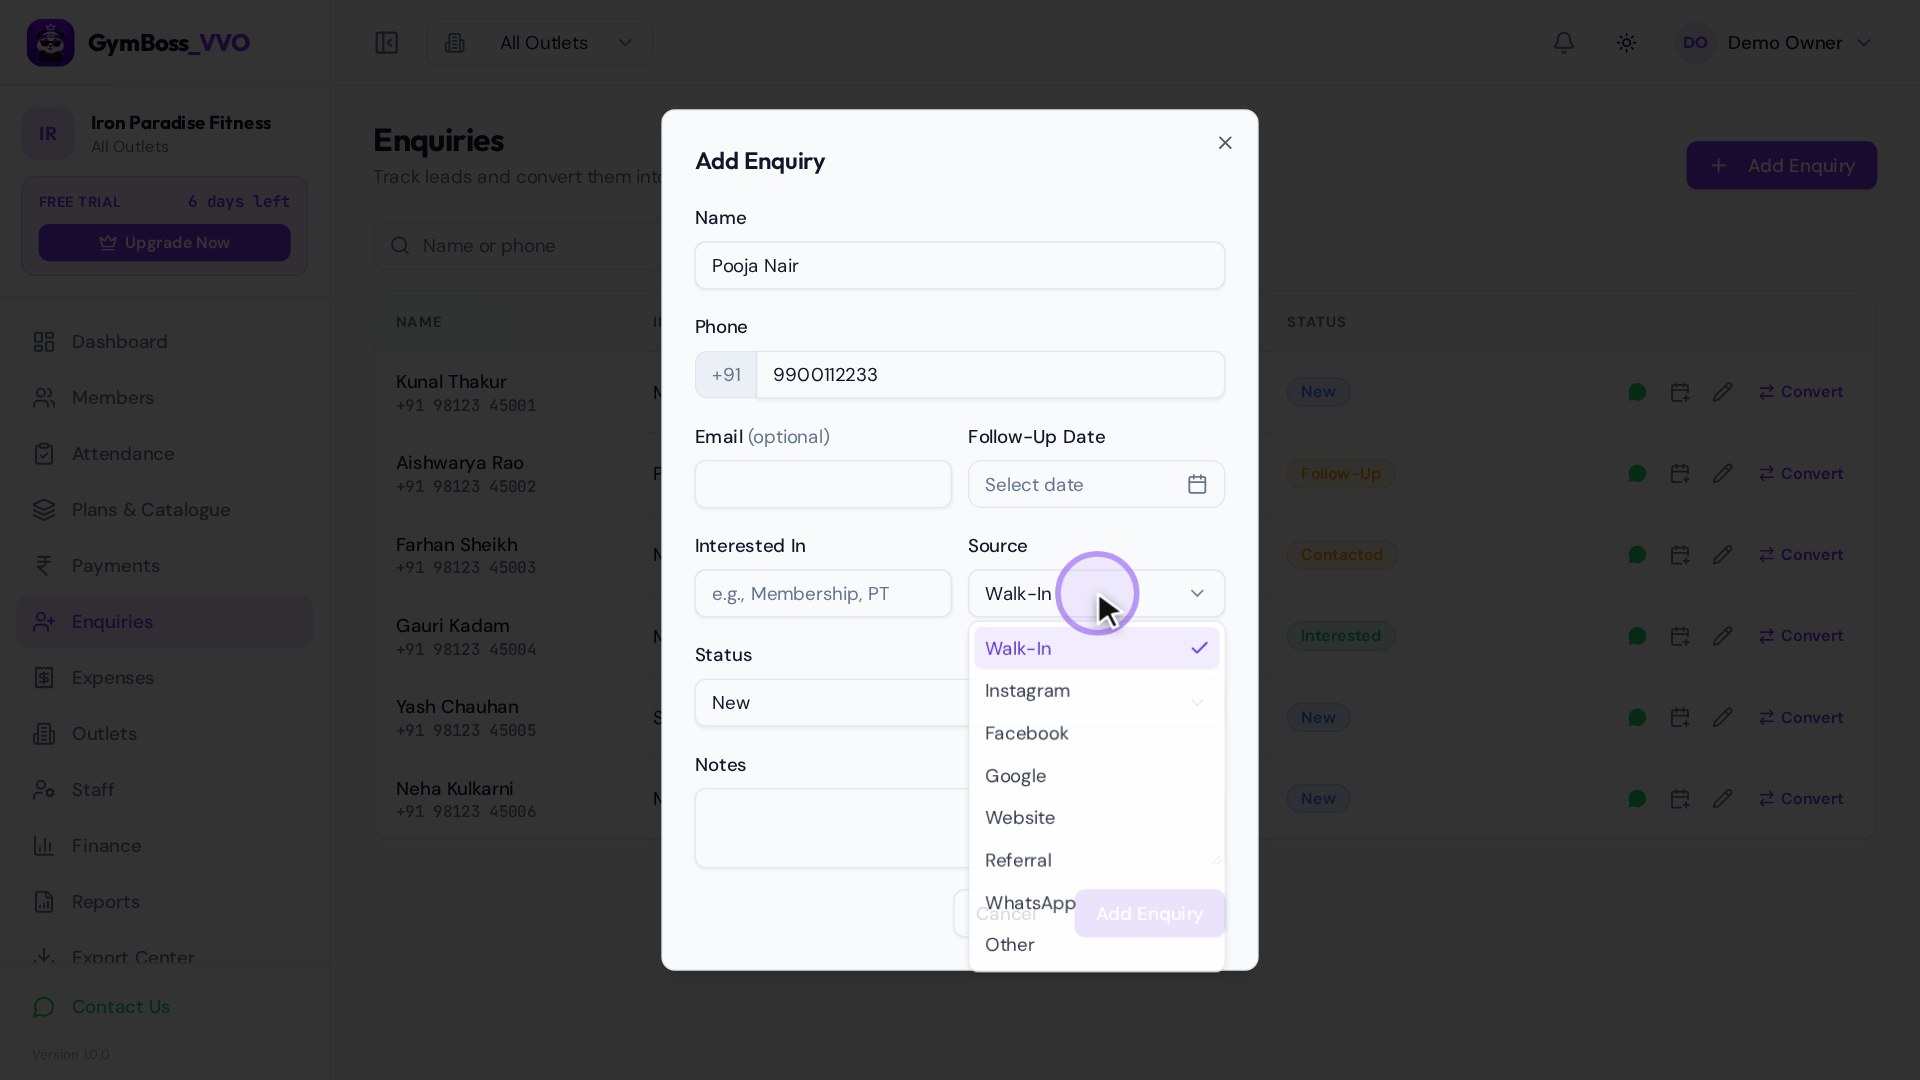 GymBoss_VVO
All Outlets
DO
Demo Owner
IR
Iron Paradise Fitness
All Outlets
FREE TRIAL
6 days left
Upgrade Now
Dashboard
Members
Attendance
Plans & Catalogue
Payments
Enquiries
Expenses
Outlets
Staff
Finance
Reports
Export Center
Contact Us
Version 1.0.0
Enquiries
Track leads and convert them
Add Enquiry
Name or phone
NAME
STATUS
Kunal Thakur
+91 98123 45001
New
Convert
Aishwarya Rao
+91 98123 45002
Follow-Up
Convert
Farhan Sheikh
+91 98123 45003
Contacted
Convert
Gauri Kadam
+91 98123 45004
Interested
Convert
Yash Chauhan
+91 98123 45005
New
Convert
Neha Kulkarni
+91 98123 45006
New
Convert
Add Enquiry
Name
Pooja Nair
Phone
+91
9900112233
Email (optional)
Follow-Up Date
Select date
Interested In
e.g., Membership, PT
Source
Walk-In
Walk-In
Instagram
Facebook
Google
Website
Referral
WhatsApp
Other
Status
New
Notes
Cancel
Add Enquiry